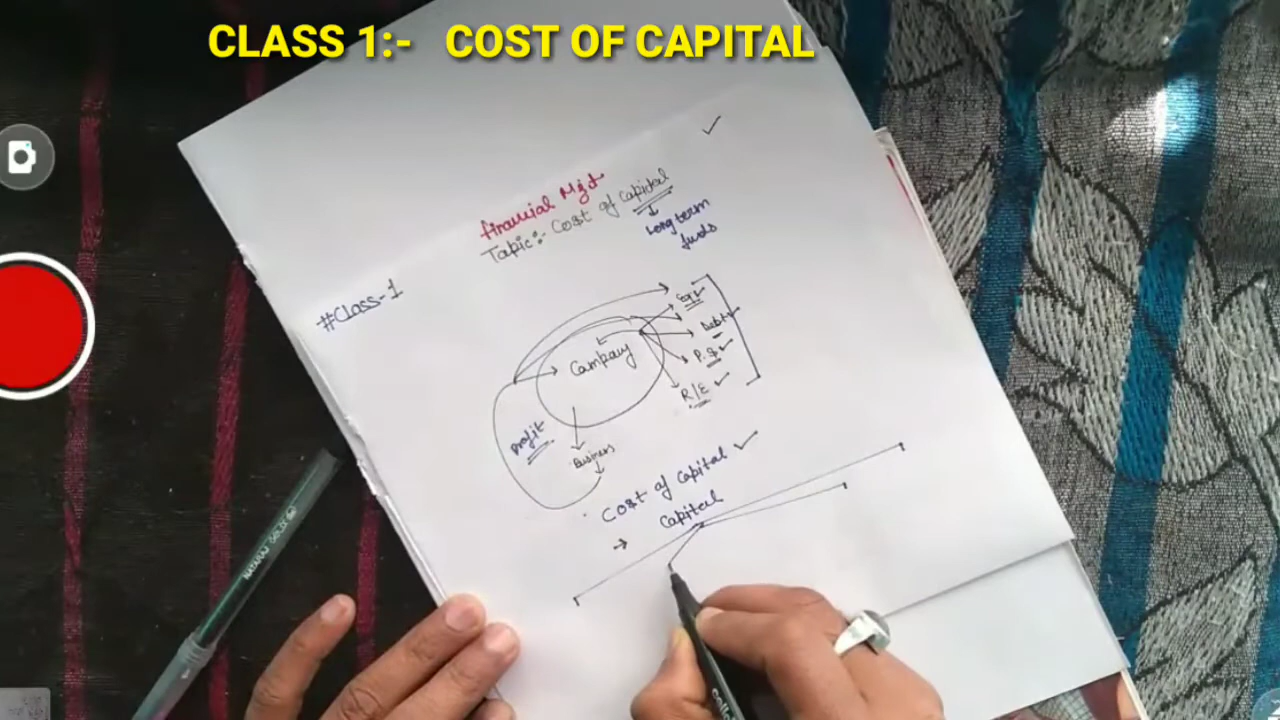 CLASS 1:- COST OF CAPITAL
Financial Mgt
Topic:- Cost of Capital
Long term
funds
#Class-1
Company
Debt
P.S
R/E
Profit
Business
Cost of Capital
Capital